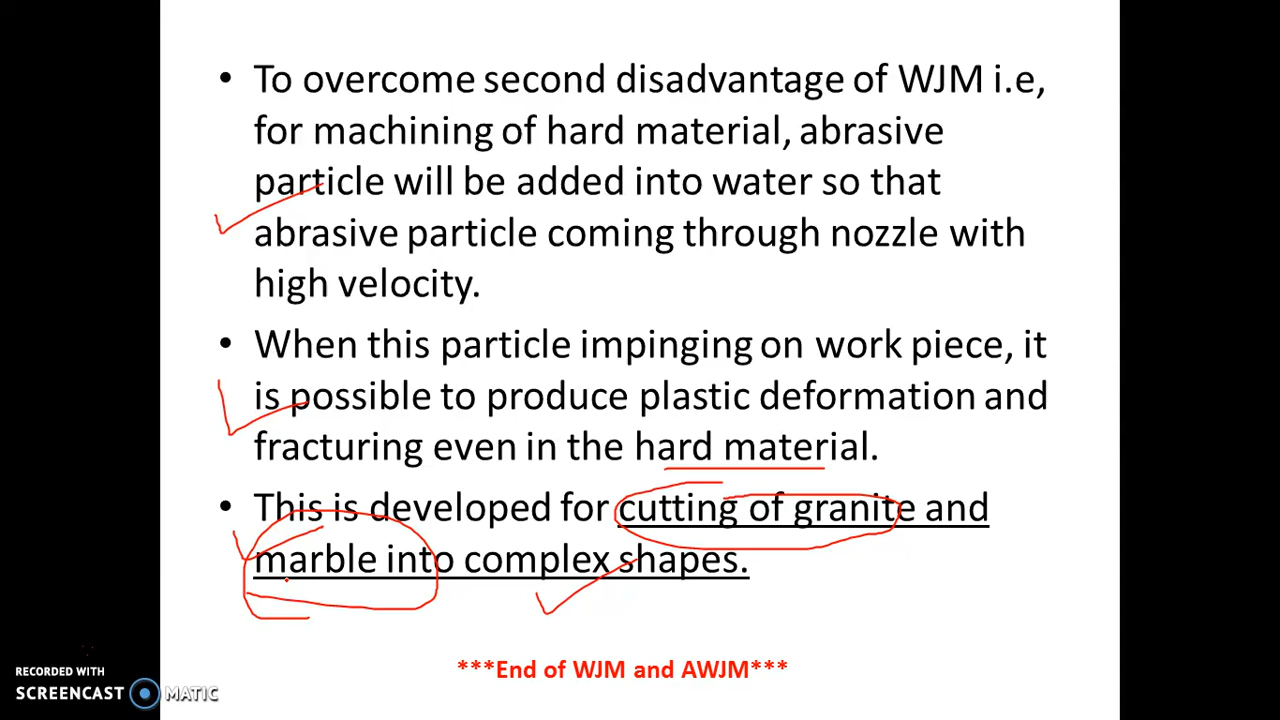 • To overcome second disadvantage of WJM i.e,
for machining of hard material, abrasive
particle will be added into water so that
abrasive particle coming through nozzle with
high velocity.
• When this particle impinging on work piece, it
is possible to produce plastic deformation and
fracturing even in the hard material.
• This is developed for cutting of granite and
marble into complex shapes.
***End of WJM and AWJM***
RECORDED WITH
SCREENCAST MATIC